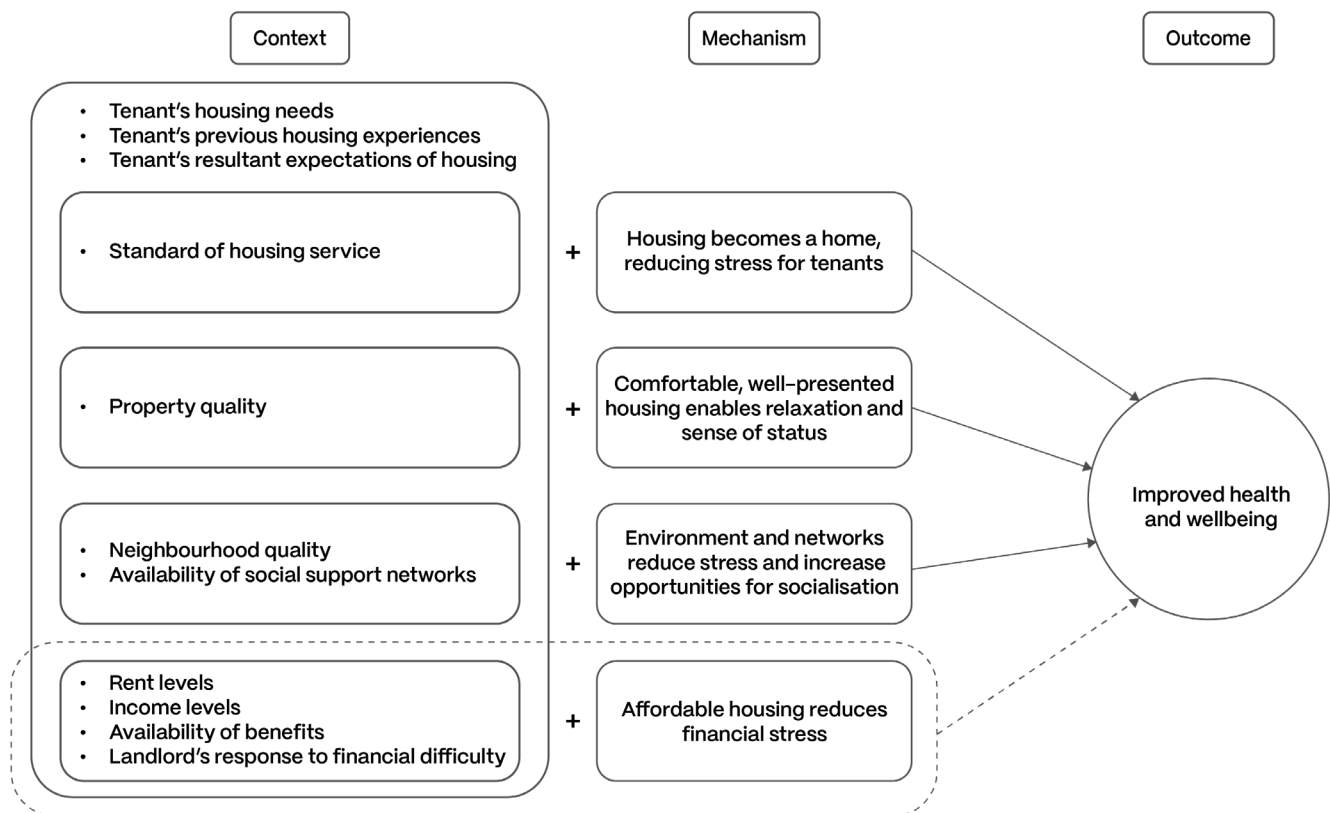 Context
Mechanism
Outcome
• Tenant's housing needs
• Tenant's previous housing experiences
• Tenant's resultant expectations of housing
• Standard of housing service
+
Housing becomes a home,
reducing stress for tenants
• Property quality
+
Comfortable, well-presented
housing enables relaxation and
sense of status
• Neighbourhood quality
• Availability of social support networks
+
Environment and networks
reduce stress and increase
opportunities for socialisation
• Rent levels
• Income levels
• Availability of benefits
• Landlord's response to financial difficulty
+
Affordable housing reduces
financial stress
Improved health
and wellbeing